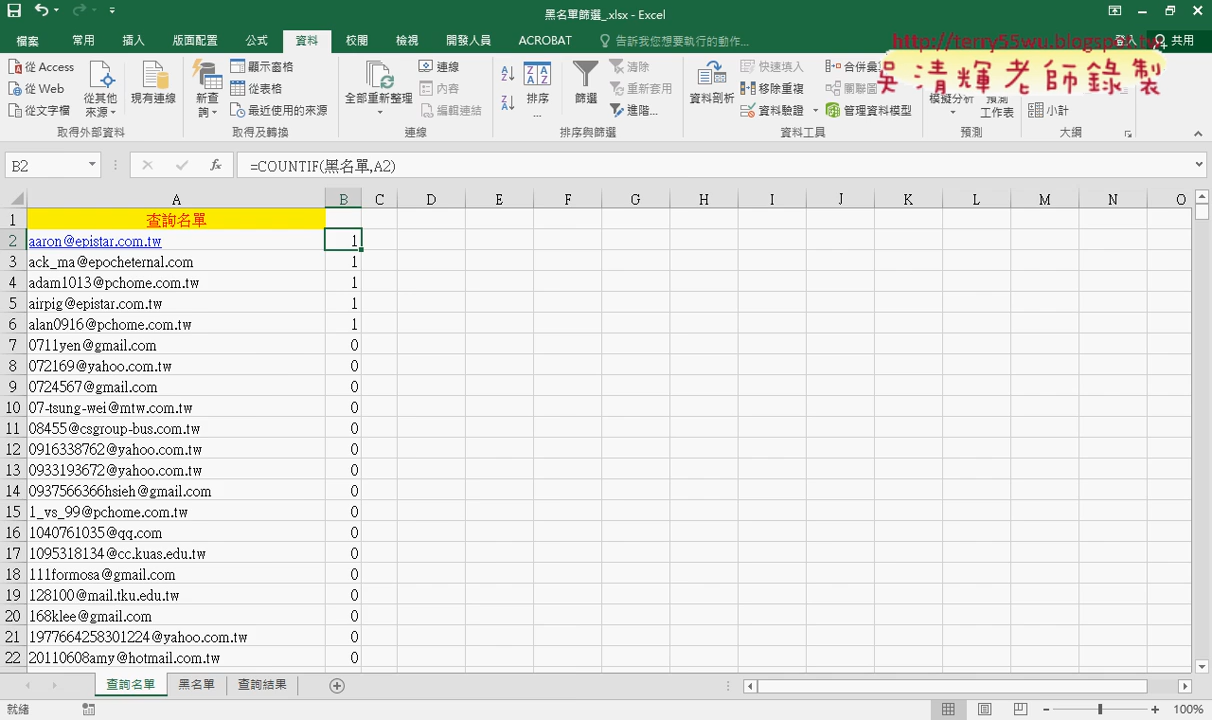 黑名單篩選_.xlsx - Excel
檔案 常用 插入 版面配置 公式 資料 校閱 檢視 開發人員 ACROBAT 告訴我您想要執行的動作... 共用
http://terry55wu.blogspot.tw
吳清輝老師錄製
從 Access
從 Web
從文字檔
從其他來源
現有連線
取得外部資料
新查詢
顯示窗格
從表格
最近使用的來源
取得及轉換
全部重新整理
連線
內容
編輯連結
連線
排序...
篩選
清除
重新套用
進階...
排序與篩選
資料剖析
快速填入
移除重複
資料驗證
合併彙
關聯圖
管理資料模型
資料工具
模擬分析
預測工作表
預測
小計
大綱
B2 fx =COUNTIF(黑名單,A2)
A B C D E F G H I J K L M N O
1 查詢名單
2 aaron@epistar.com.tw 1
3 ack_ma@epocheternal.com 1
4 adam1013@pchome.com.tw 1
5 airpig@epistar.com.tw 1
6 alan0916@pchome.com.tw 1
7 0711yen@gmail.com 0
8 072169@yahoo.com.tw 0
9 0724567@gmail.com 0
10 07-tsung-wei@mtw.com.tw 0
11 08455@csgroup-bus.com.tw 0
12 0916338762@yahoo.com.tw 0
13 0933193672@yahoo.com.tw 0
14 0937566366hsieh@gmail.com 0
15 1_vs_99@pchome.com.tw 0
16 1040761035@qq.com 0
17 1095318134@cc.kuas.edu.tw 0
18 111formosa@gmail.com 0
19 128100@mail.tku.edu.tw 0
20 168klee@gmail.com 0
21 1977664258301224@yahoo.com.tw 0
22 20110608amy@hotmail.com.tw 0
查詢名單 黑名單 查詢結果
就緒 100%